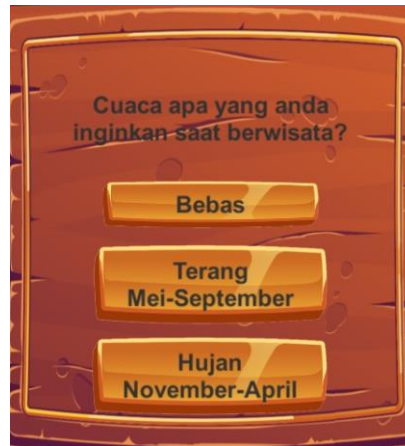 Cuaca apa yang anda
inginkan saat berwisata?
Bebas
Terang
Mei-September
Hujan
November-April